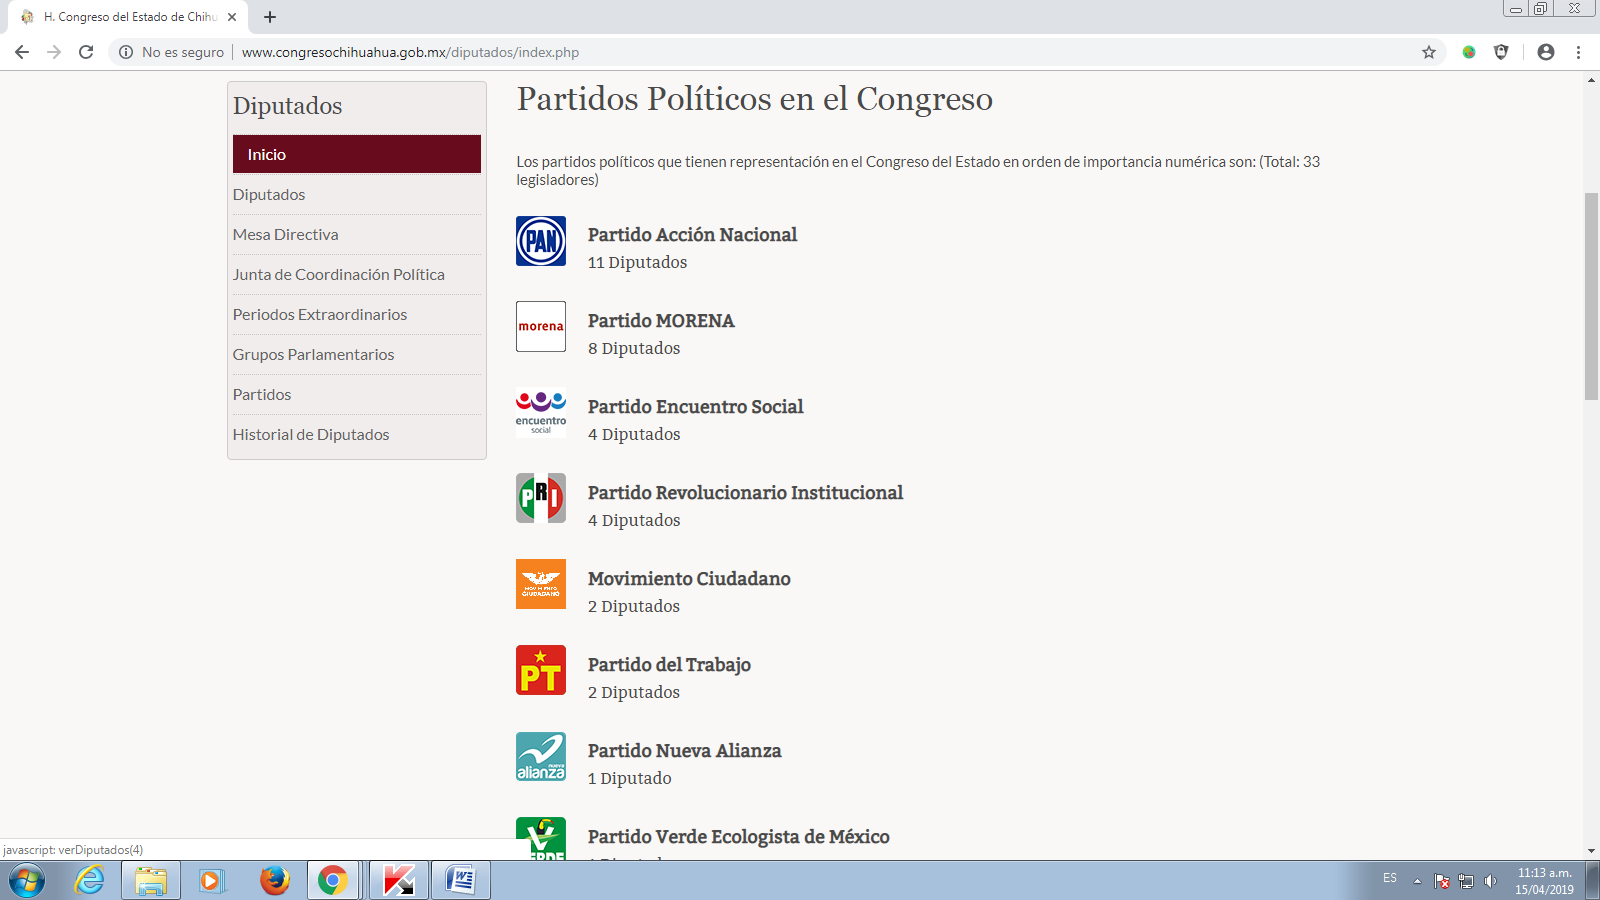 H. Congreso del Estado de Chihu
No es seguro
www.congresochihuahua.gob.mx/diputados/index.php
Diputados
Inicio
Diputados
Mesa Directiva
Junta de Coordinación Política
Periodos Extraordinarios
Grupos Parlamentarios
Partidos
Historial de Diputados
Partidos Políticos en el Congreso
Los partidos políticos que tienen representación en el Congreso del Estado en orden de importancia numérica son: (Total: 33
legisladores)
PAN
Partido Acción Nacional
11 Diputados
morena
Partido MORENA
8 Diputados
encuentro
social
Partido Encuentro Social
4 Diputados
PRI
Partido Revolucionario Institucional
4 Diputados
MOVIMIENTO
CIUDADANO
Movimiento Ciudadano
2 Diputados
PT
Partido del Trabajo
2 Diputados
nueva
alianza
Partido Nueva Alianza
1 Diputado
VERDE
Partido Verde Ecologista de México
javascript: verDiputados(4)
ES
11:13 a.m.
15/04/2019